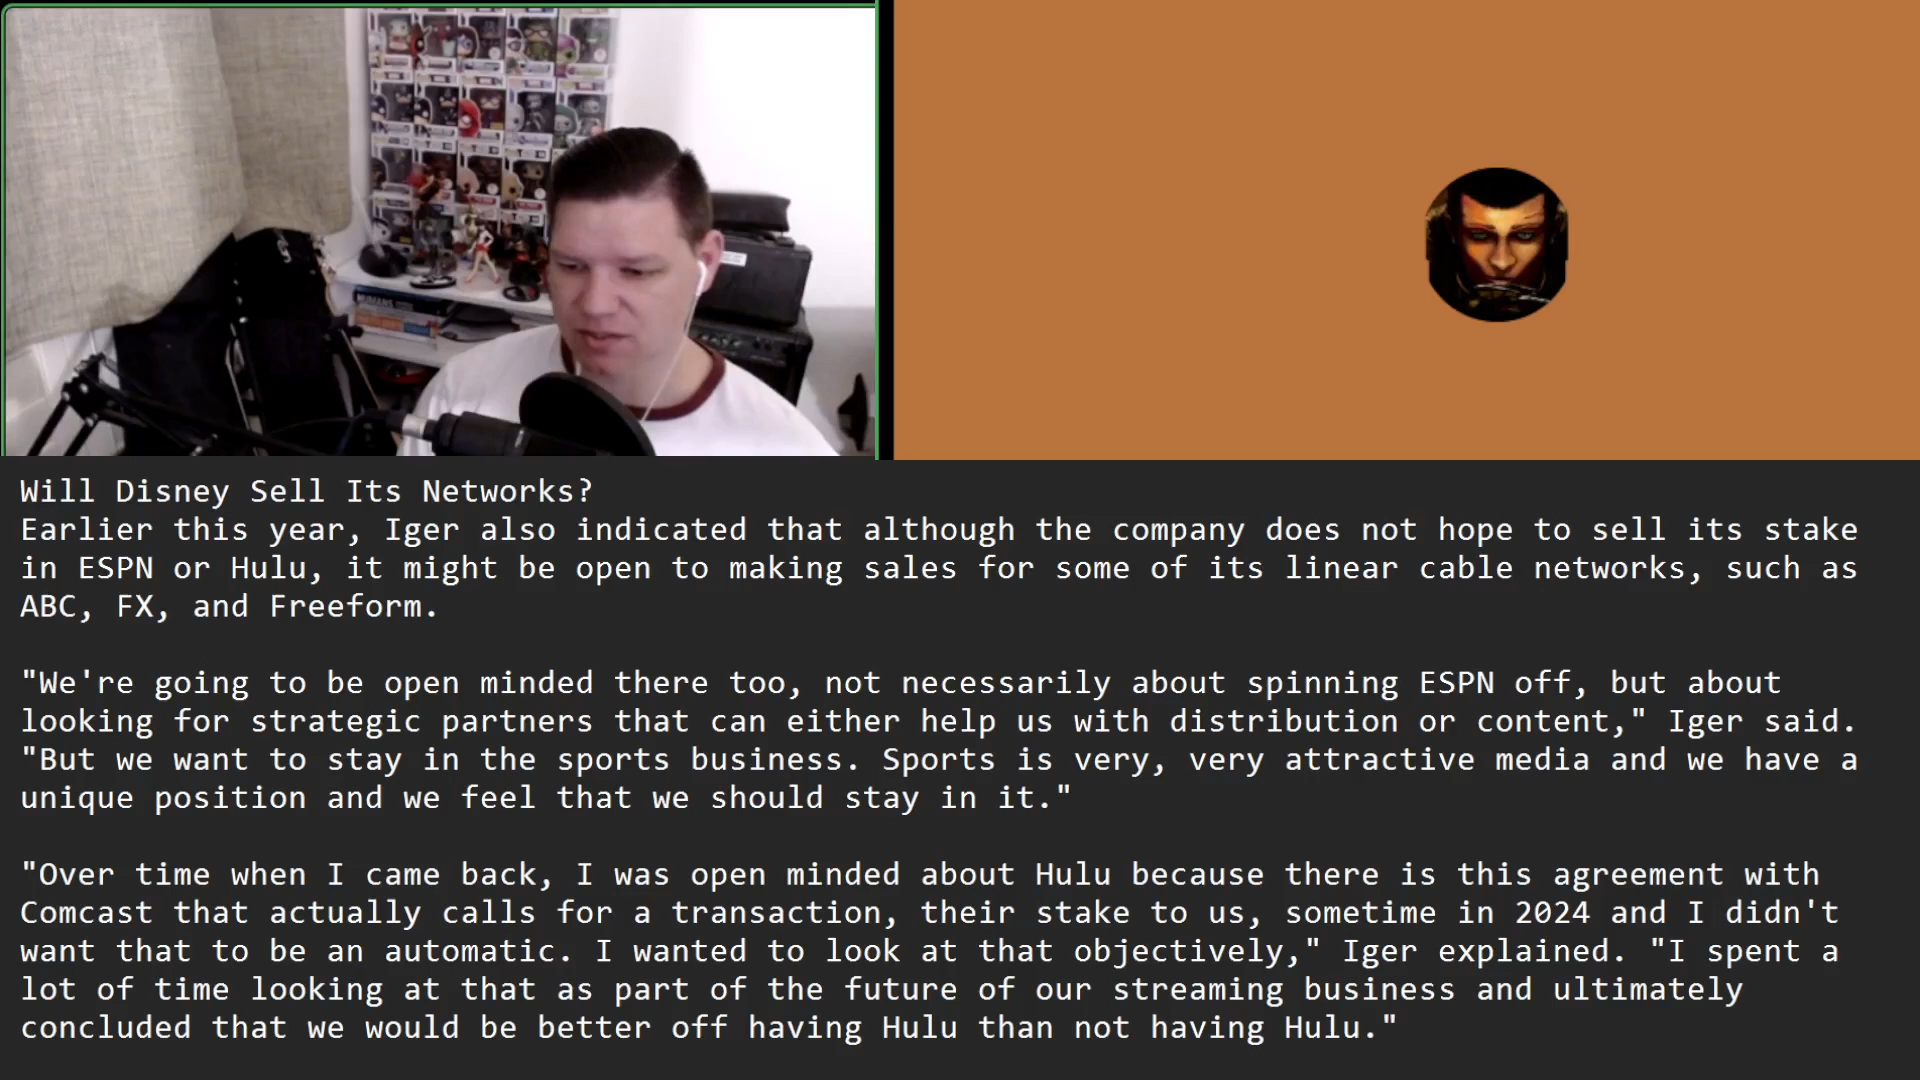 Will Disney Sell Its Networks?
Earlier this year, Iger also indicated that although the company does not hope to sell its stake
in ESPN or Hulu, it might be open to making sales for some of its linear cable networks, such as
ABC, FX, and Freeform.
"We're going to be open minded there too, not necessarily about spinning ESPN off, but about
looking for strategic partners that can either help us with distribution or content," Iger said.
"But we want to stay in the sports business. Sports is very, very attractive media and we have a
unique position and we feel that we should stay in it."
"Over time when I came back, I was open minded about Hulu because there is this agreement with
Comcast that actually calls for a transaction, their stake to us, sometime in 2024 and I didn't
want that to be an automatic. I wanted to look at that objectively," Iger explained. "I spent a
lot of time looking at that as part of the future of our streaming business and ultimately
concluded that we would be better off having Hulu than not having Hulu."